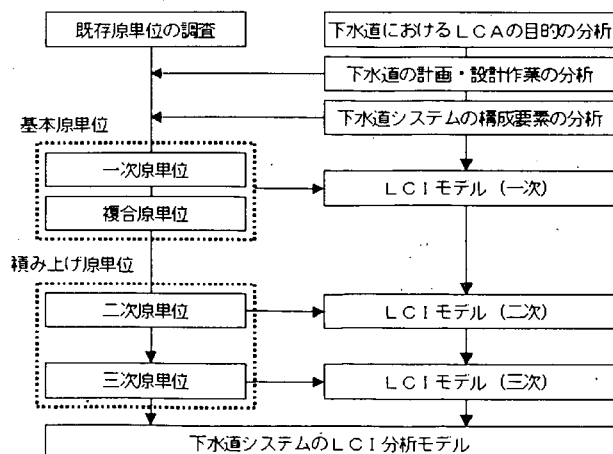 既存原単位の調査
下水道におけるLCAの目的の分析
下水道の計画・設計作業の分析
下水道システムの構成要素の分析
基本原単位
一次原単位
LCIモデル(一次)
複合原単位
積み上げ原単位
二次原単位
LCIモデル(二次)
三次原単位
LCIモデル(三次)
下水道システムのLCI分析モデル